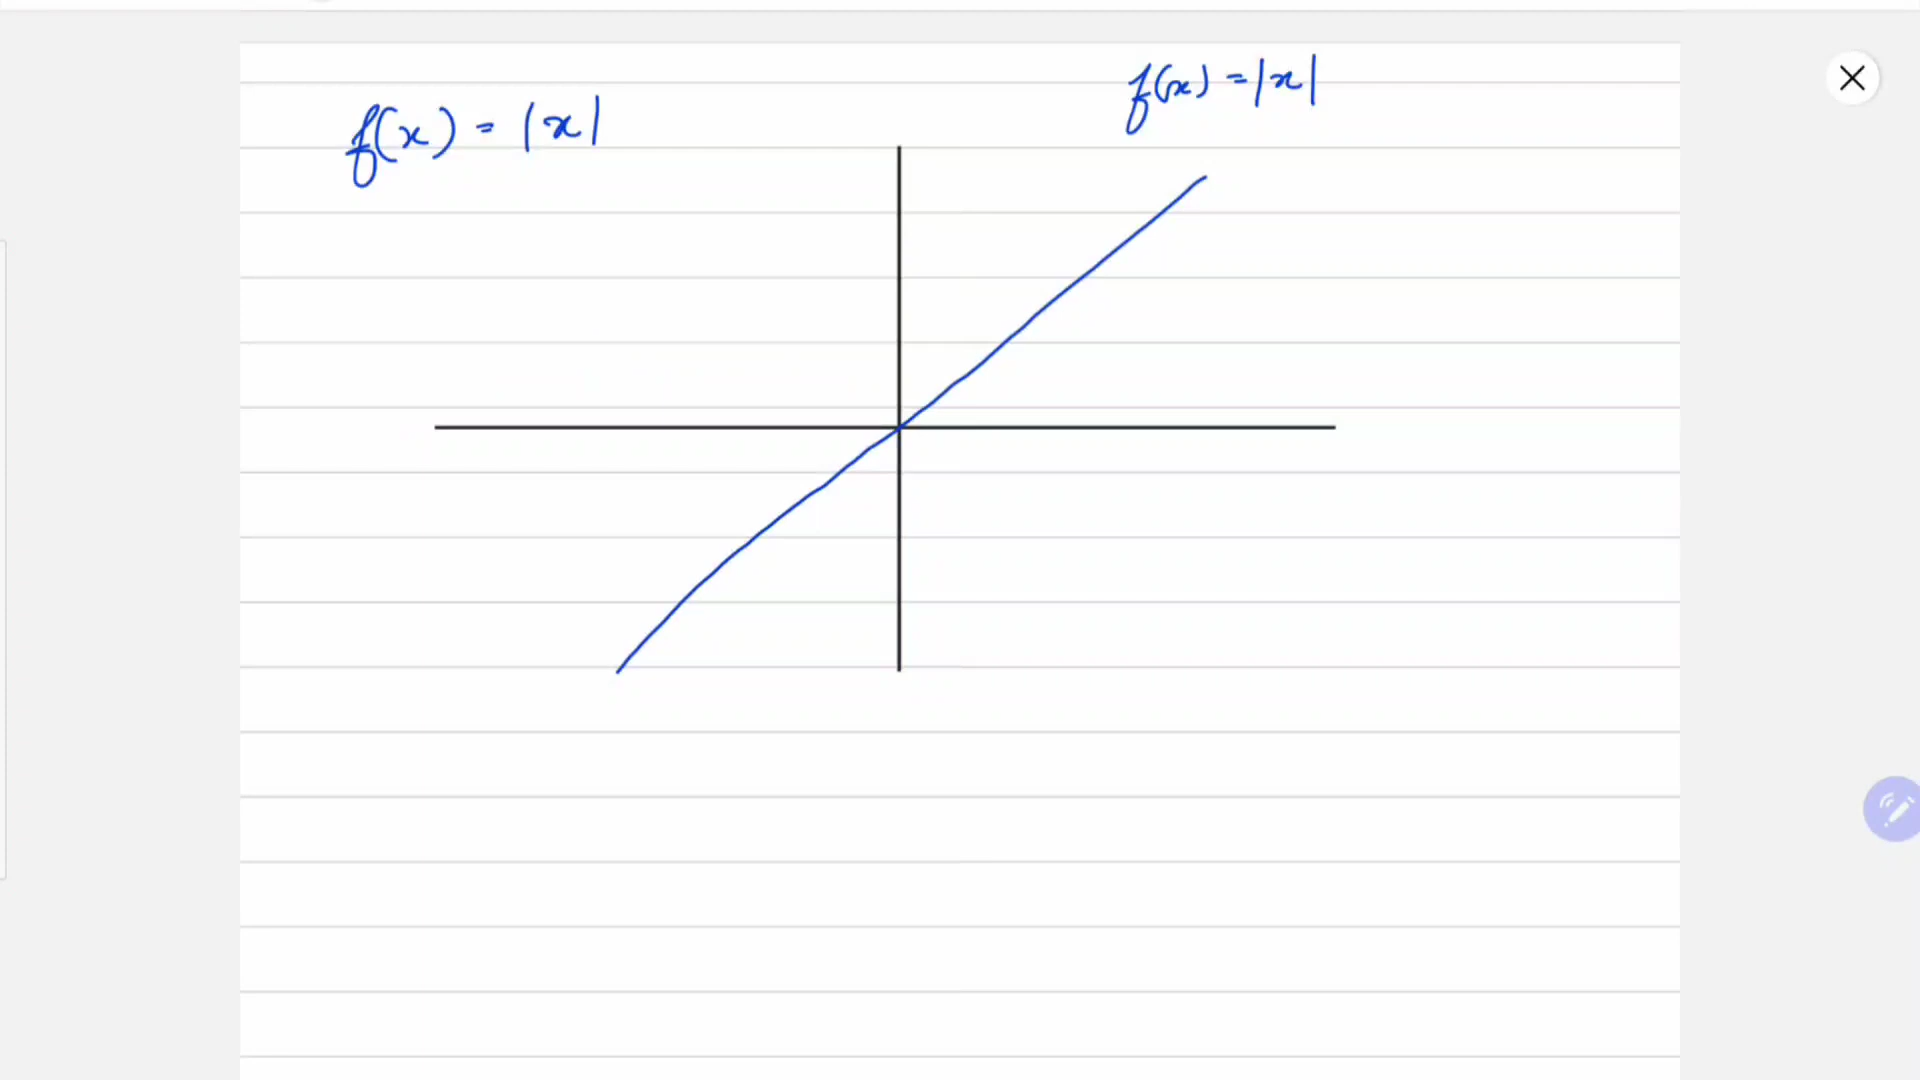 f(x) = |x|
f(x) = |x|